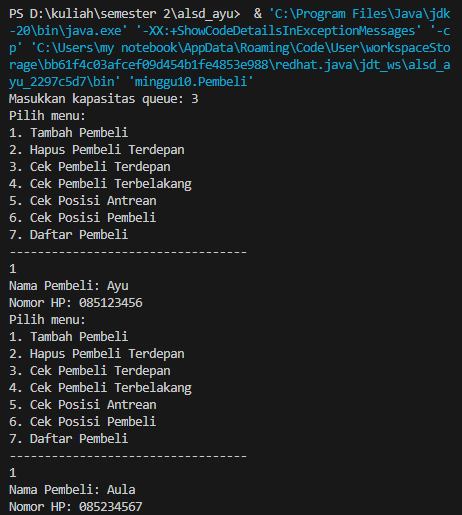 PS D:\kuliah\semester 2\alsd_ayu>  & 'C:\Program Files\Java\jdk
-20\bin\java.exe' '-XX:+ShowCodeDetailsInExceptionMessages' '-c
p' 'C:\Users\my notebook\AppData\Roaming\Code\User\workspaceSto
rage\bb61f4c03afcef09d454b1fe4853e988\redhat.java\jdt_ws\alsd_a
yu_2297c5d7\bin' 'minggu10.Pembeli'
Masukkan kapasitas queue: 3
Pilih menu:
1. Tambah Pembeli
2. Hapus Pembeli Terdepan
3. Cek Pembeli Terdepan
4. Cek Pembeli Terbelakang
5. Cek Posisi Antrean
6. Cek Posisi Pembeli
7. Daftar Pembeli
---------------------------------
1
Nama Pembeli: Ayu
Nomor HP: 085123456
Pilih menu:
1. Tambah Pembeli
2. Hapus Pembeli Terdepan
3. Cek Pembeli Terdepan
4. Cek Pembeli Terbelakang
5. Cek Posisi Antrean
6. Cek Posisi Pembeli
7. Daftar Pembeli
---------------------------------
1
Nama Pembeli: Aula
Nomor HP: 085234567